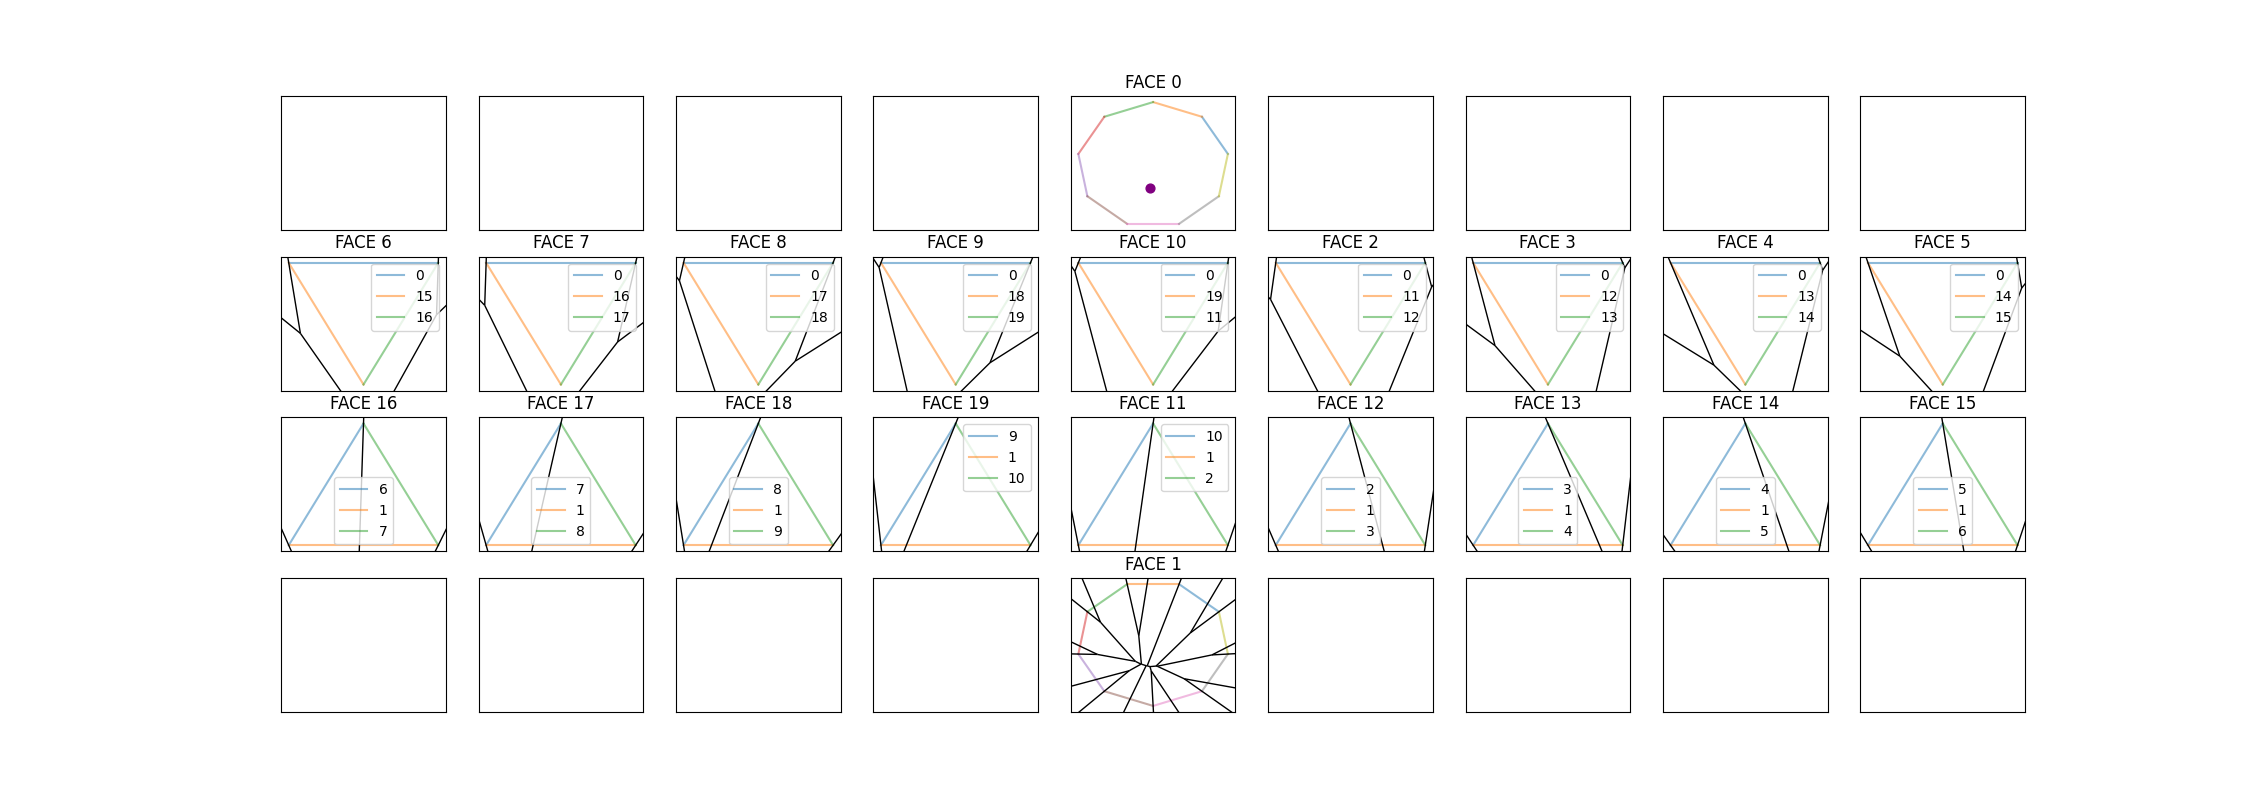 FACE 0
FACE 6
FACE 7
FACE 8
FACE 9
FACE 10
FACE 2
FACE 3
FACE 4
FACE 5
0
15
16
0
16
17
0
17
18
0
18
19
0
19
11
0
11
12
0
12
13
0
13
14
0
14
15
FACE 16
FACE 17
FACE 18
FACE 19
FACE 11
FACE 12
FACE 13
FACE 14
FACE 15
6
1
7
7
1
8
8
1
9
9
1
10
10
1
2
2
1
3
3
1
4
4
1
5
5
1
6
FACE 1